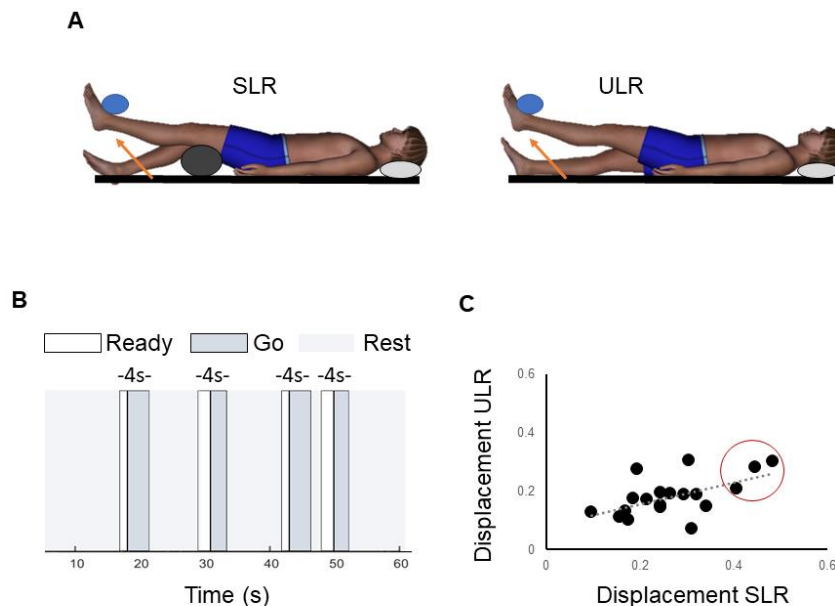 A
SLR
ULR
B
Ready
Go
Rest
-4s-
-4s-
-4s- -4s-
10
20
30
40
50
60
Time (s)
C
Displacement ULR
0.6
0.4
0.2
0
0
0.2
0.4
0.6
Displacement SLR